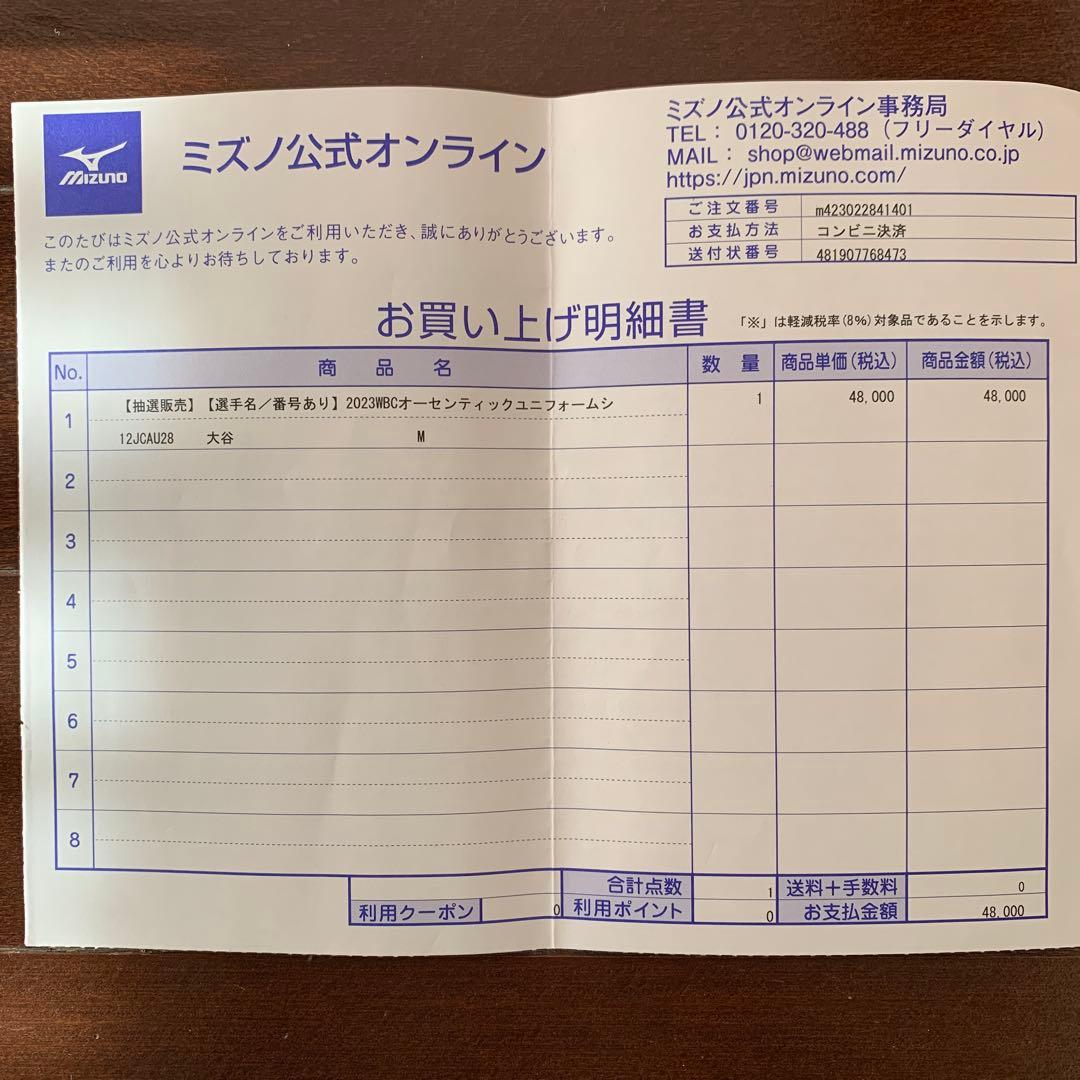 MIZUNO
ミズノ公式オンライン
ミズノ公式オンライン事務局
TEL： 0120-320-488（フリーダイヤル）
MAIL： shop@webmail.mizuno.co.jp
https://jpn.mizuno.com/
このたびはミズノ公式オンラインをご利用いただき、誠にありがとうございます。
またのご利用を心よりお待ちしております。
ご注文番号 m423022841401
お支払方法 コンビニ決済
送付状番号 481907768473
お買い上げ明細書
「※」は軽減税率(8%)対象品であることを示します。
No. 商品名 数量 商品単価(税込) 商品金額(税込)
1 【抽選販売】【選手名／番号あり】2023WBCオーセンティックユニフォームシ 1 48,000 48,000
12JCAU28 大谷 M
2
3
4
5
6
7
8
合計点数 1 送料＋手数料 0
利用クーポン 0 利用ポイント 0 お支払金額 48,000